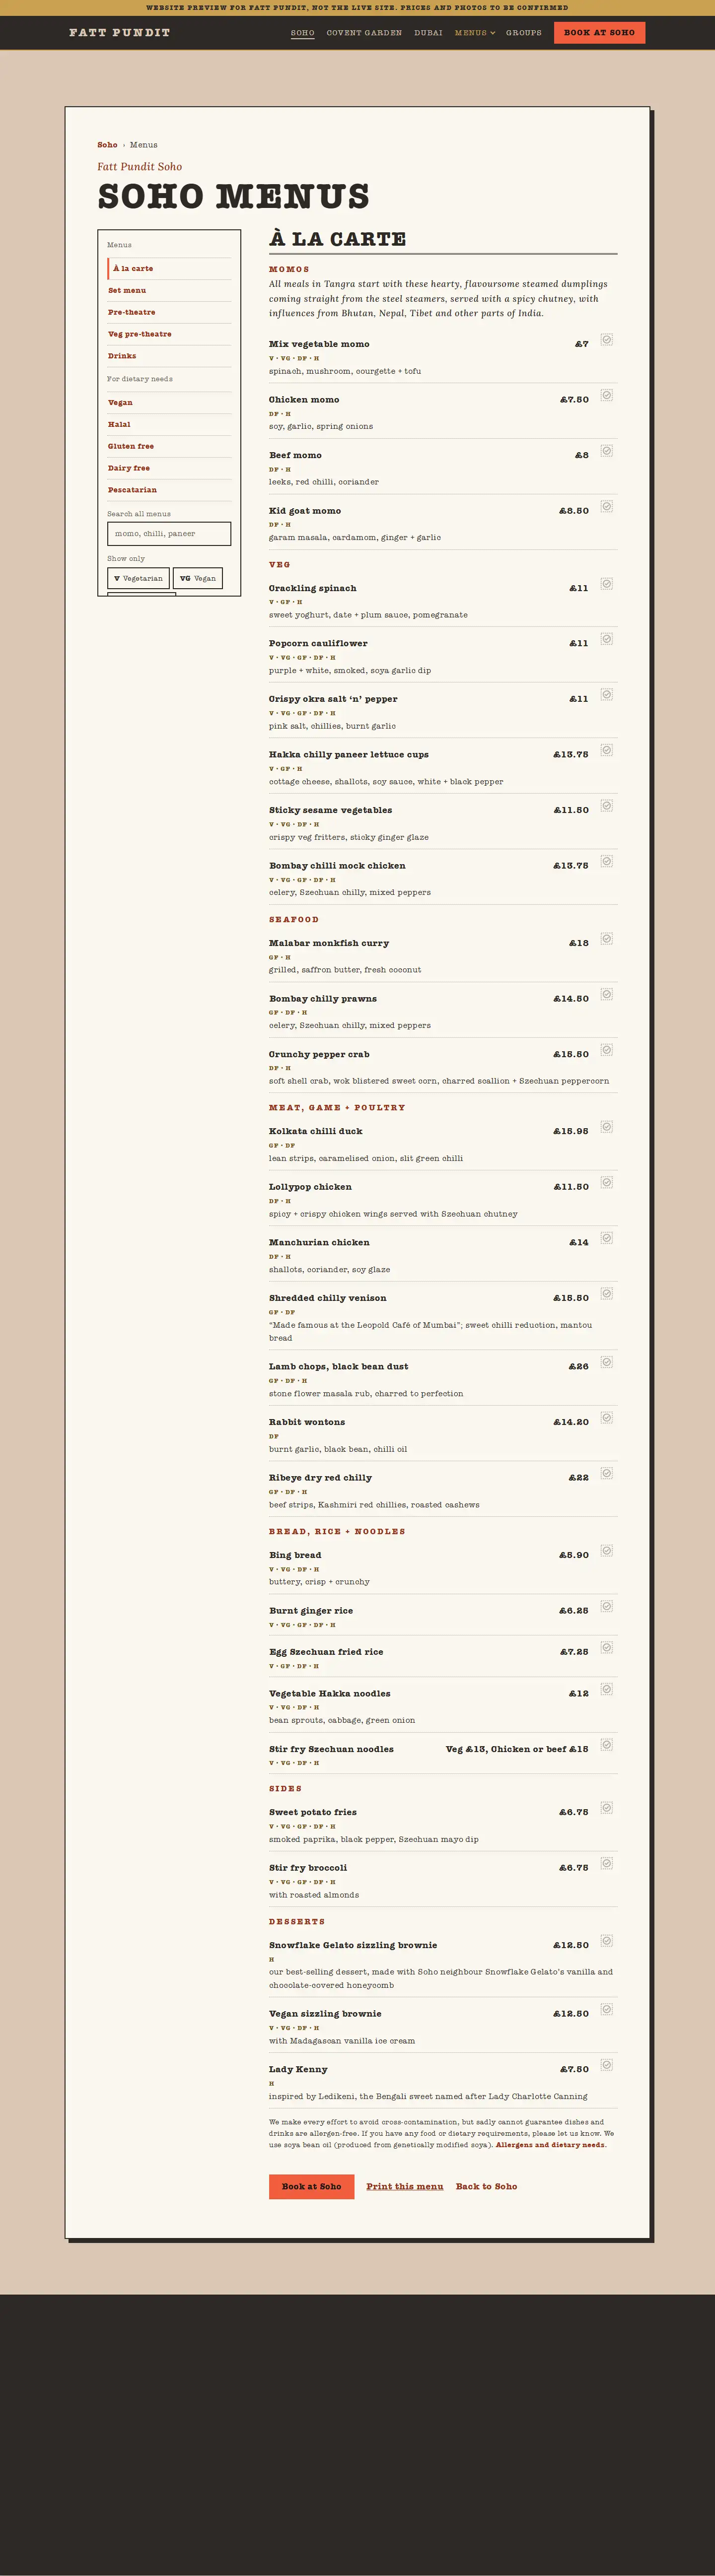 WEBSITE PREVIEW FOR FATT PUNDIT, NOT THE LIVE SITE. PRICES AND PHOTOS TO BE CONFIRMED
FATT PUNDIT
SOHO
COVENT GARDEN
DUBAI
MENUS
GROUPS
BOOK AT SOHO
Soho › Menus
Fatt Pundit Soho
SOHO MENUS
Menus
À la carte
Set menu
Pre-theatre
Veg pre-theatre
Drinks
For dietary needs
Vegan
Halal
Gluten free
Dairy free
Pescatarian
Search all menus
momo, chilli, paneer
Show only
V Vegetarian
VG Vegan
À LA CARTE
MOMOS
All meals in Tangra start with these hearty, flavoursome steamed dumplings
coming straight from the steel steamers, served with a spicy chutney, with
influences from Bhutan, Nepal, Tibet and other parts of India.
Mix vegetable momo £7
V • VG • DF • H
spinach, mushroom, courgette + tofu
Chicken momo £7.50
DF • H
soy, garlic, spring onions
Beef momo £8
DF • H
leeks, red chilli, coriander
Kid goat momo £8.50
DF • H
garam masala, cardamom, ginger + garlic
VEG
Crackling spinach £11
V • GF • H
sweet yoghurt, date + plum sauce, pomegranate
Popcorn cauliflower £11
V • VG • GF • DF • H
purple + white, smoked, soya garlic dip
Crispy okra salt ‘n’ pepper £11
V • VG • GF • DF • H
pink salt, chillies, burnt garlic
Hakka chilly paneer lettuce cups £13.75
V • GF • H
cottage cheese, shallots, soy sauce, white + black pepper
Sticky sesame vegetables £11.50
V • VG • DF • H
crispy veg fritters, sticky ginger glaze
Bombay chilli mock chicken £13.75
V • VG • GF • DF • H
celery, Szechuan chilly, mixed peppers
SEAFOOD
Malabar monkfish curry £18
GF • H
grilled, saffron butter, fresh coconut
Bombay chilly prawns £14.50
GF • DF • H
celery, Szechuan chilly, mixed peppers
Crunchy pepper crab £15.50
DF • H
soft shell crab, wok blistered sweet corn, charred scallion + Szechuan peppercorn
MEAT, GAME + POULTRY
Kolkata chilli duck £15.95
GF • DF
lean strips, caramelised onion, slit green chilli
Lollypop chicken £11.50
DF • H
spicy + crispy chicken wings served with Szechuan chutney
Manchurian chicken £14
DF • H
shallots, coriander, soy glaze
Shredded chilly venison £15.50
GF • DF
"Made famous at the Leopold Café of Mumbai"; sweet chilli reduction, mantou
bread
Lamb chops, black bean dust £26
GF • DF • H
stone flower masala rub, charred to perfection
Rabbit wontons £14.20
DF
burnt garlic, black bean, chilli oil
Ribeye dry red chilly £22
GF • DF • H
beef strips, Kashmiri red chillies, roasted cashews
BREAD, RICE + NOODLES
Bing bread £5.90
V • VG • DF • H
buttery, crisp + crunchy
Burnt ginger rice £6.25
V • VG • GF • DF • H
Egg Szechuan fried rice £7.25
V • GF • DF • H
Vegetable Hakka noodles £12
V • VG • DF • H
bean sprouts, cabbage, green onion
Stir fry Szechuan noodles Veg £13, Chicken or beef £15
V • VG • DF • H
SIDES
Sweet potato fries £6.75
V • VG • GF • DF • H
smoked paprika, black pepper, Szechuan mayo dip
Stir fry broccoli £6.75
V • VG • GF • DF • H
with roasted almonds
DESSERTS
Snowflake Gelato sizzling brownie £12.50
H
our best-selling dessert, made with Soho neighbour Snowflake Gelato's vanilla and
chocolate-covered honeycomb
Vegan sizzling brownie £12.50
V • VG • DF • H
with Madagascan vanilla ice cream
Lady Kenny £7.50
H
inspired by Ledikeni, the Bengali sweet named after Lady Charlotte Canning
We make every effort to avoid cross-contamination, but sadly cannot guarantee dishes and
drinks are allergen-free. If you have any food or dietary requirements, please let us know. We
use soya bean oil (produced from genetically modified soya). Allergens and dietary needs.
Book at Soho
Print this menu
Back to Soho